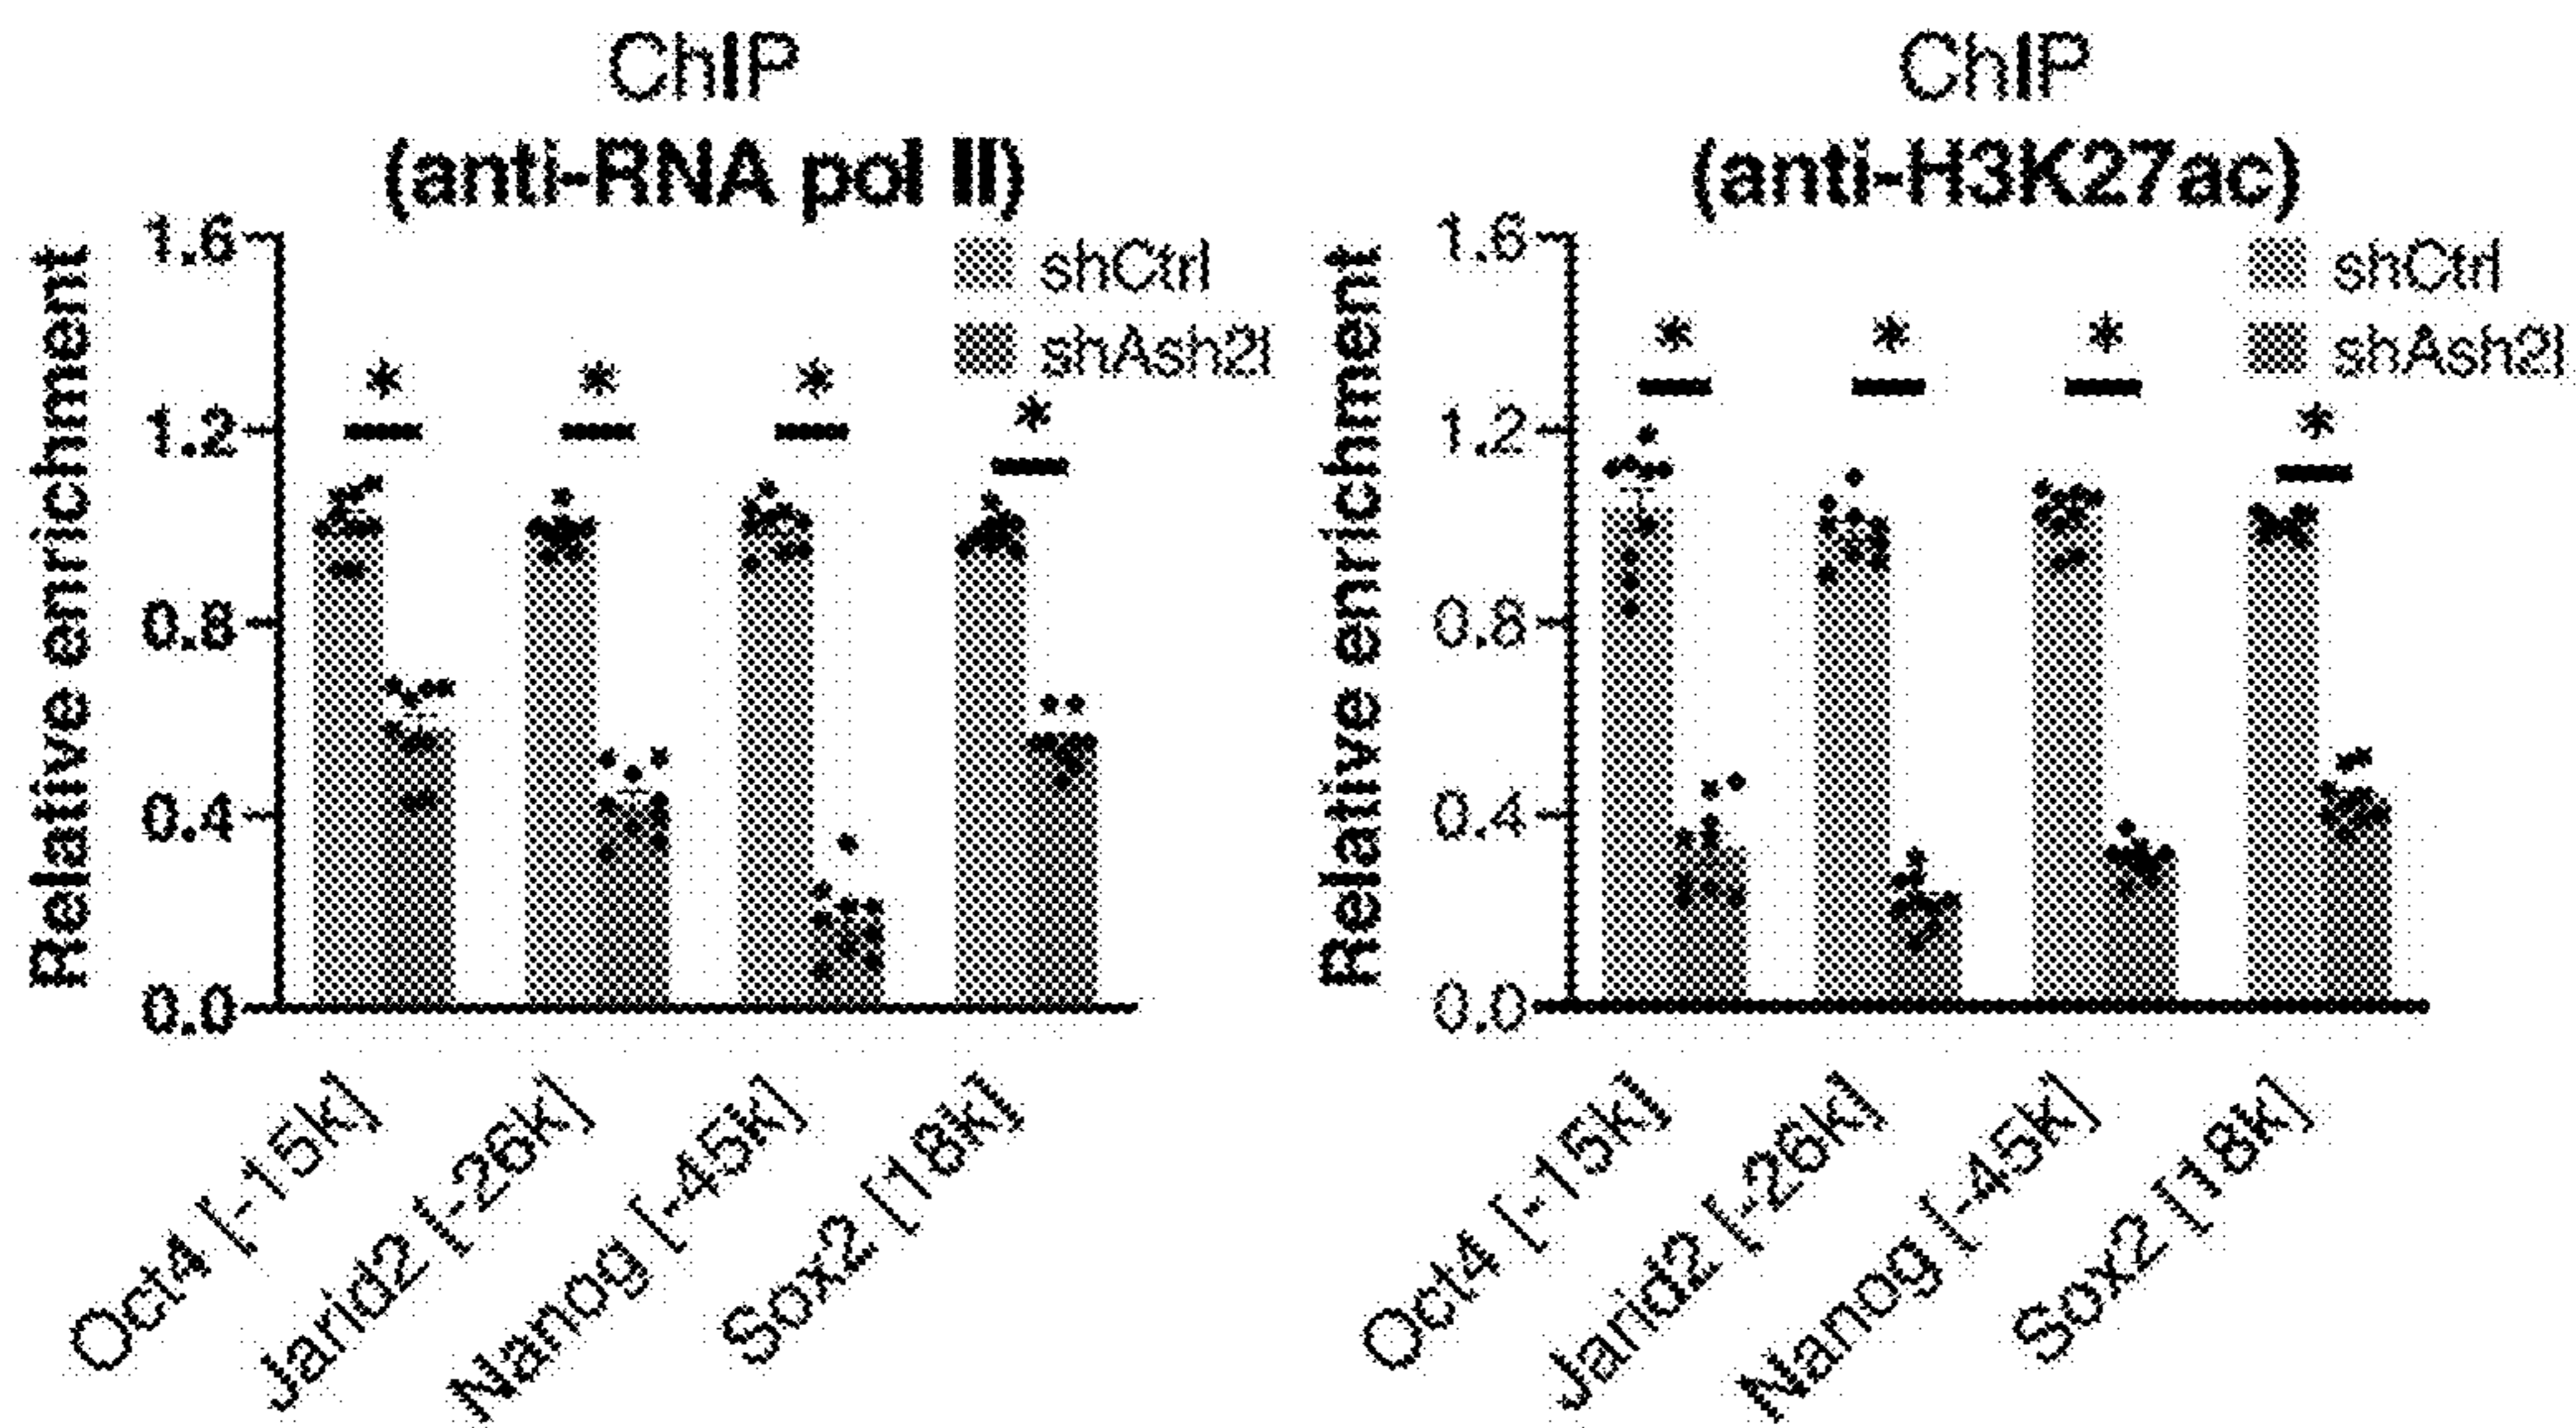 ChIP
(anti-RNA pol II)
Relative enrichment
1.6
1.2
0.8
0.4
0.0
shCtrl
shAsh2l
*
*
*
*
Oct4 [-15k]
Jarid2 [-26k]
Nanog [-45k]
Sox2 [18k]
ChIP
(anti-H3K27ac)
Relative enrichment
1.6
1.2
0.8
0.4
0.0
shCtrl
shAsh2l
*
*
*
*
Oct4 [-15k]
Jarid2 [-26k]
Nanog [-45k]
Sox2 [18k]